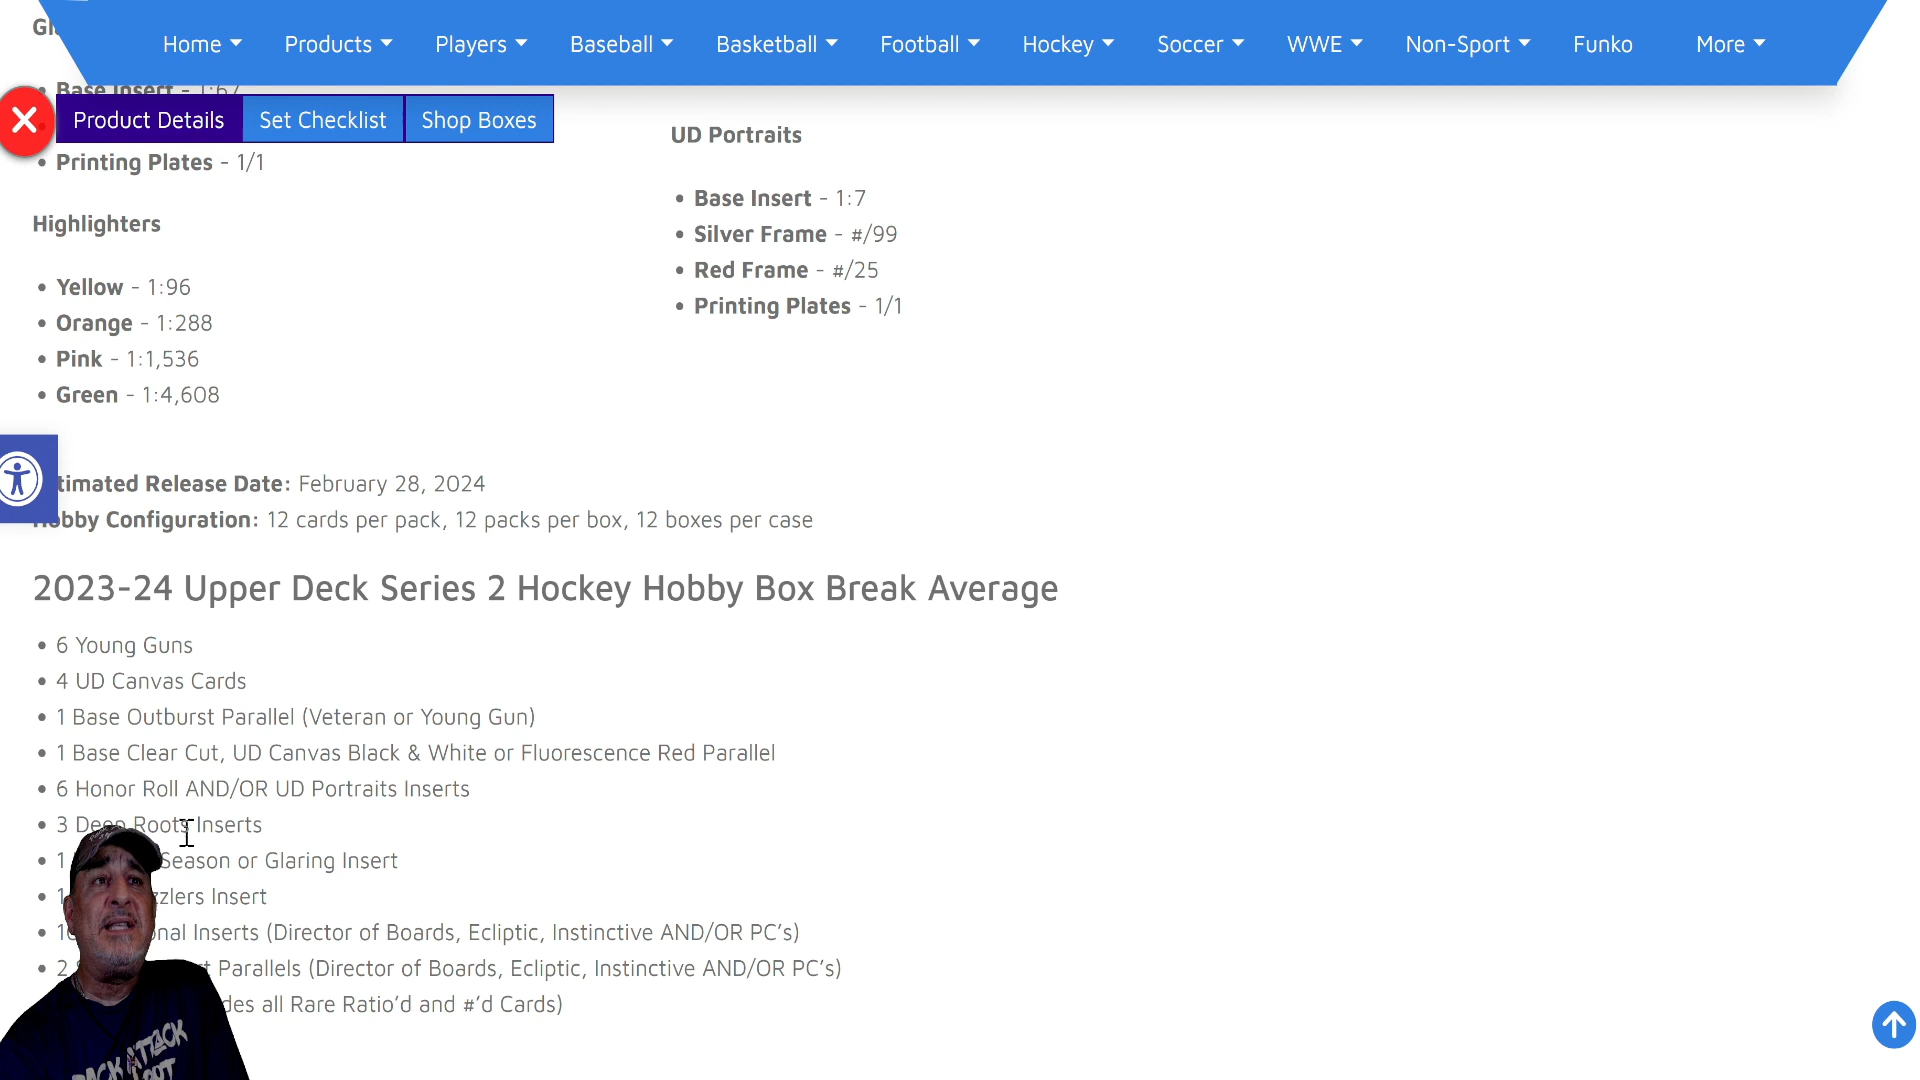 Home
Products
Players
Baseball
Basketball
Football
Hockey
Soccer
WWE
Non-Sport
Funko
More
Base Insert - 1:67
Product Details
Set Checklist
Shop Boxes
• Printing Plates - 1/1
Highlighters
• Yellow - 1:96
• Orange - 1:288
• Pink - 1:1,536
• Green - 1:4,608
UD Portraits
• Base Insert - 1:7
• Silver Frame - #/99
• Red Frame - #/25
• Printing Plates - 1/1
timated Release Date: February 28, 2024
Hobby Configuration: 12 cards per pack, 12 packs per box, 12 boxes per case
2023-24 Upper Deck Series 2 Hockey Hobby Box Break Average
• 6 Young Guns
• 4 UD Canvas Cards
• 1 Base Outburst Parallel (Veteran or Young Gun)
• 1 Base Clear Cut, UD Canvas Black & White or Fluorescence Red Parallel
• 6 Honor Roll AND/OR UD Portraits Inserts
• 3 Deep Roots Inserts
• 1 Season or Glaring Insert
• 1 zzlers Insert
• nal Inserts (Director of Boards, Ecliptic, Instinctive AND/OR PC's)
• 2 Parallels (Director of Boards, Ecliptic, Instinctive AND/OR PC's)
des all Rare Ratio'd and #'d Cards)